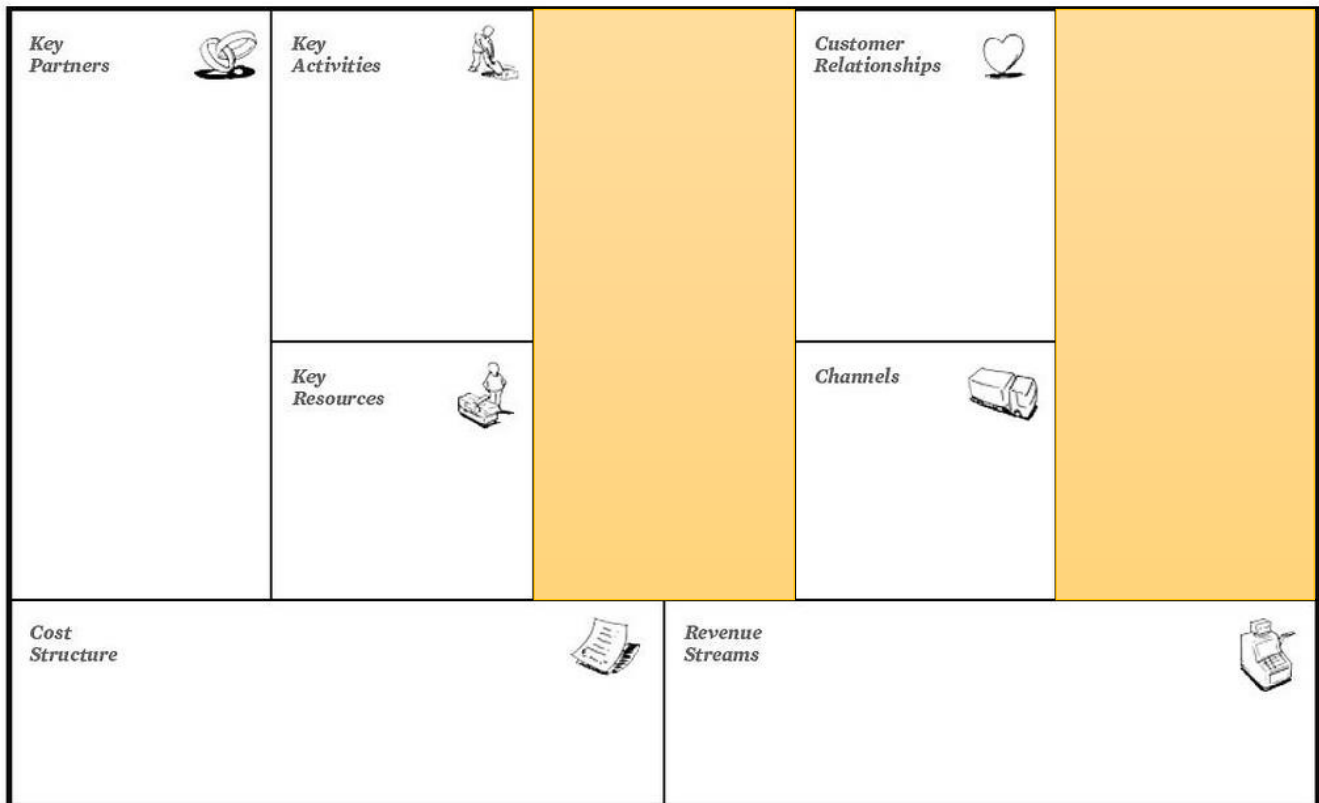 Key
Partners
Key
Activities
Customer
Relationships
Key
Resources
Channels
Cost
Structure
Revenue
Streams